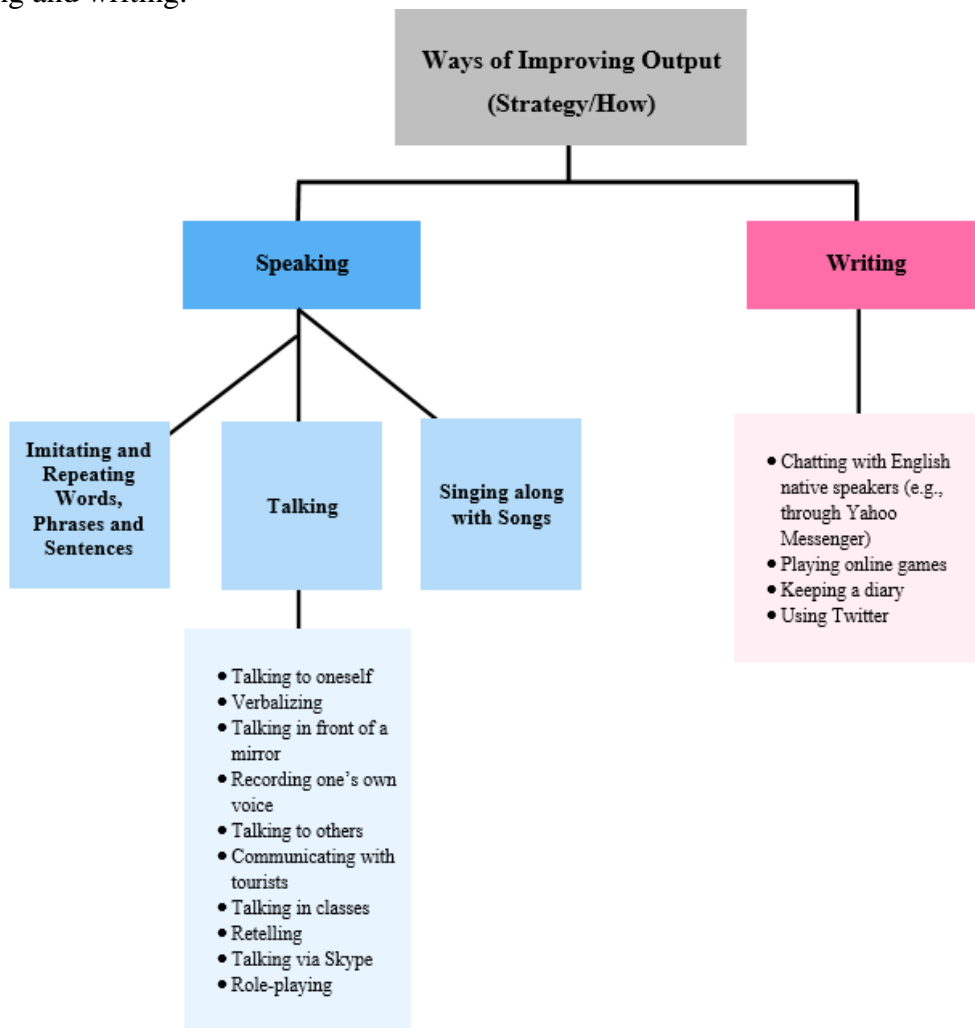 ng and writing.
Ways of Improving Output
(Strategy/How)
Speaking
Writing
Imitating and
Repeating
Words,
Phrases and
Sentences
Talking
Singing along
with Songs
• Chatting with English
native speakers (e.g.,
through Yahoo
Messenger)
• Playing online games
• Keeping a diary
• Using Twitter
• Talking to oneself
• Verbalizing
• Talking in front of a
mirror
• Recording one's own
voice
• Talking to others
• Communicating with
tourists
• Talking in classes
• Retelling
• Talking via Skype
• Role-playing